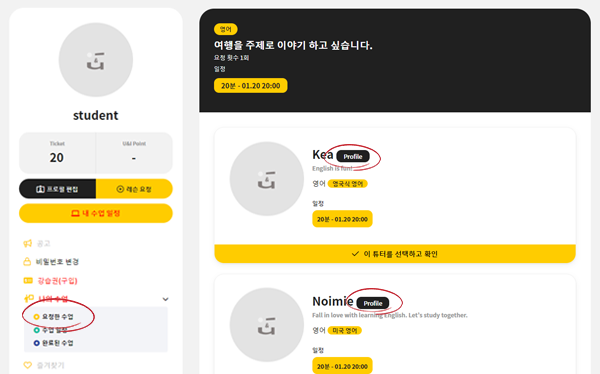 student
Ticket
U&I Point
20
-
프로필 편집
레슨 요청
내 수업 일정
공고
비밀번호 변경
강습권(구입)
나의 수업
요청한 수업
수업 일정
완료된 수업
즐겨찾기
영어
여행을 주제로 이야기 하고 싶습니다.
요청 횟수 1회
일정
20분 - 01.20 20:00
Kea Profile
English is fun!
영어 영국식 영어
일정
20분 - 01.20 20:00
이 튜터를 선택하고 확인
Noimie Profile
Fall in love with learning English. Let's study together.
영어 미국 영어
일정
20분 - 01.20 20:00